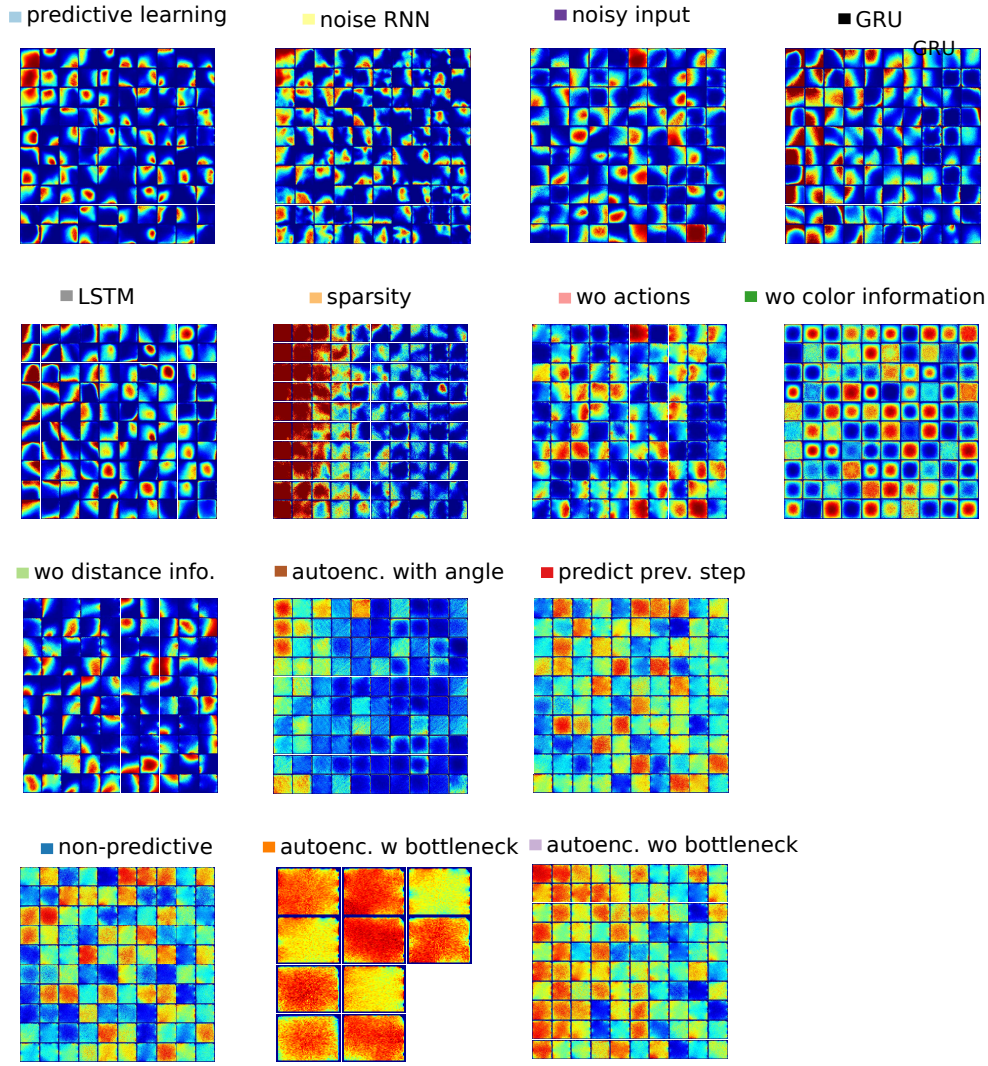 predictive learning
noise RNN
noisy input
GRU
GRU
LSTM
sparsity
wo actions
wo color information
wo distance info.
autoenc. with angle
predict prev. step
non-predictive
autoenc. w bottleneck
autoenc. wo bottleneck